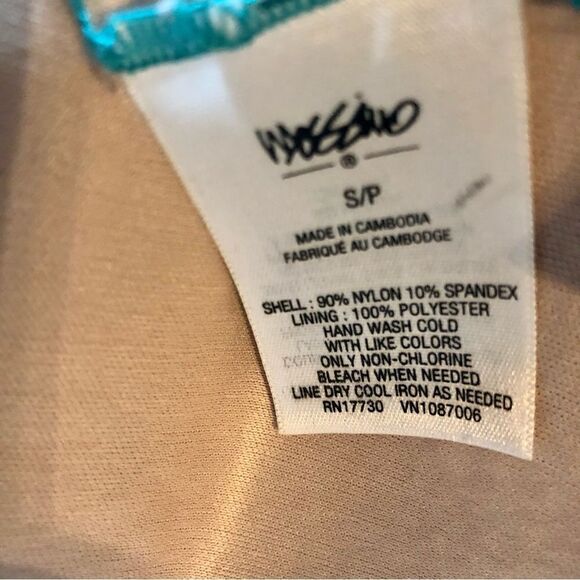 mossimo
®
S/P
MADE IN CAMBODIA
FABRIQUÉ AU CAMBODGE
SHELL : 90% NYLON 10% SPANDEX
LINING : 100% POLYESTER
HAND WASH COLD
WITH LIKE COLORS
ONLY NON-CHLORINE
BLEACH WHEN NEEDED
LINE DRY COOL IRON AS NEEDED
RN17730 VN1087006